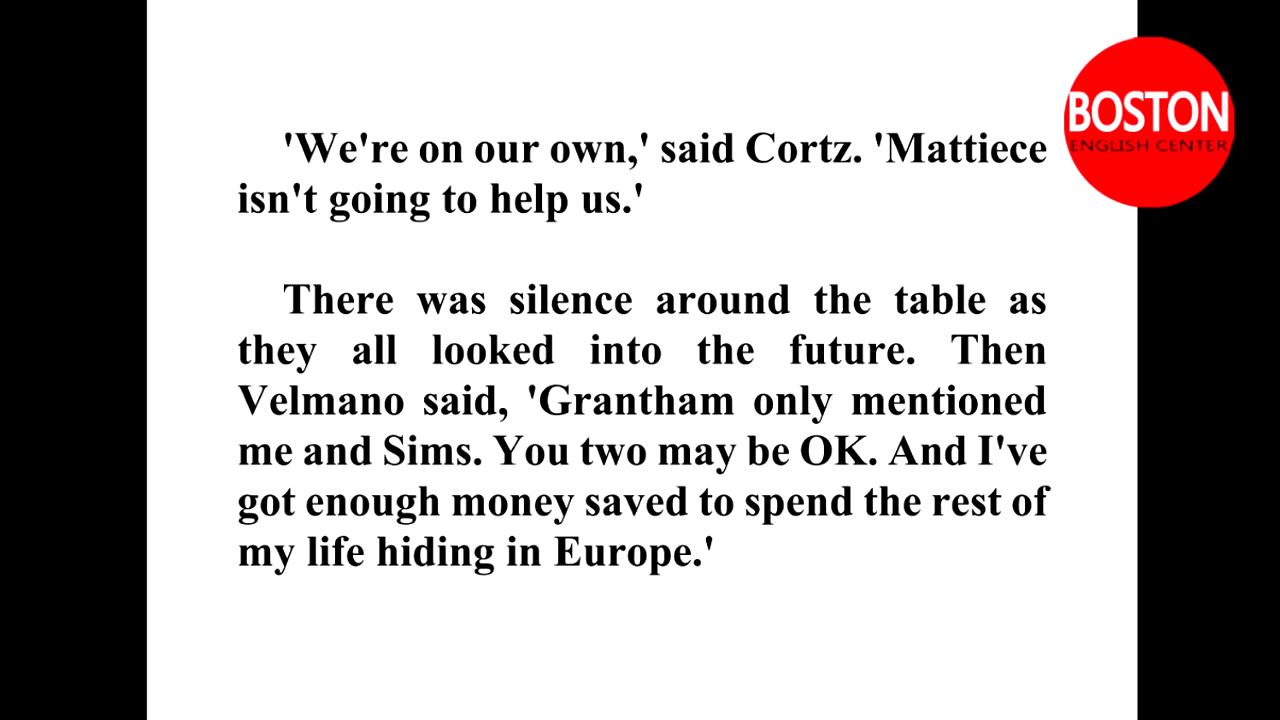 'We're on our own,' said Cortz. 'Mattiece
isn't going to help us.'
There was silence around the table as
they all looked into the future. Then
Velmano said, 'Grantham only mentioned
me and Sims. You two may be OK. And I've
got enough money saved to spend the rest of
my life hiding in Europe.'
BOSTON
ENGLISH CENTER